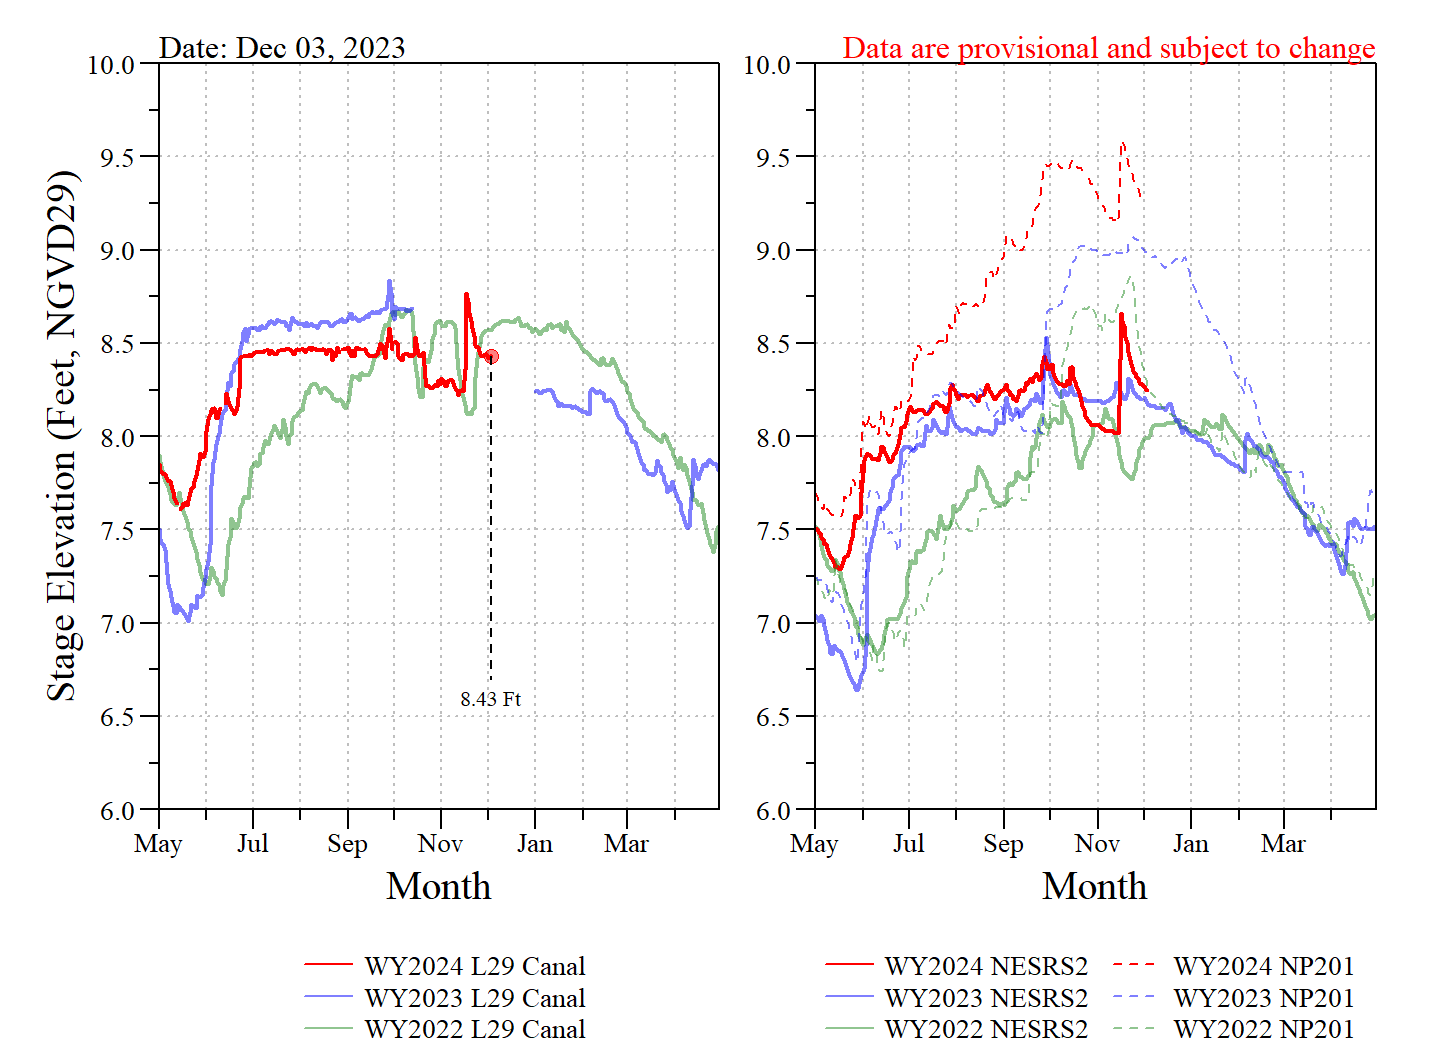 Date: Dec 03, 2023
Data are provisional and subject to change
Stage Elevation (Feet, NGVD29)
10.0
9.5
9.0
8.5
8.0
7.5
7.0
6.5
6.0
8.43 Ft
May Jul Sep Nov Jan Mar
Month
10.0
9.5
9.0
8.5
8.0
7.5
7.0
6.5
6.0
May Jul Sep Nov Jan Mar
Month
WY2024 L29 Canal
WY2023 L29 Canal
WY2022 L29 Canal
WY2024 NESRS2 WY2024 NP201
WY2023 NESRS2 WY2023 NP201
WY2022 NESRS2 WY2022 NP201